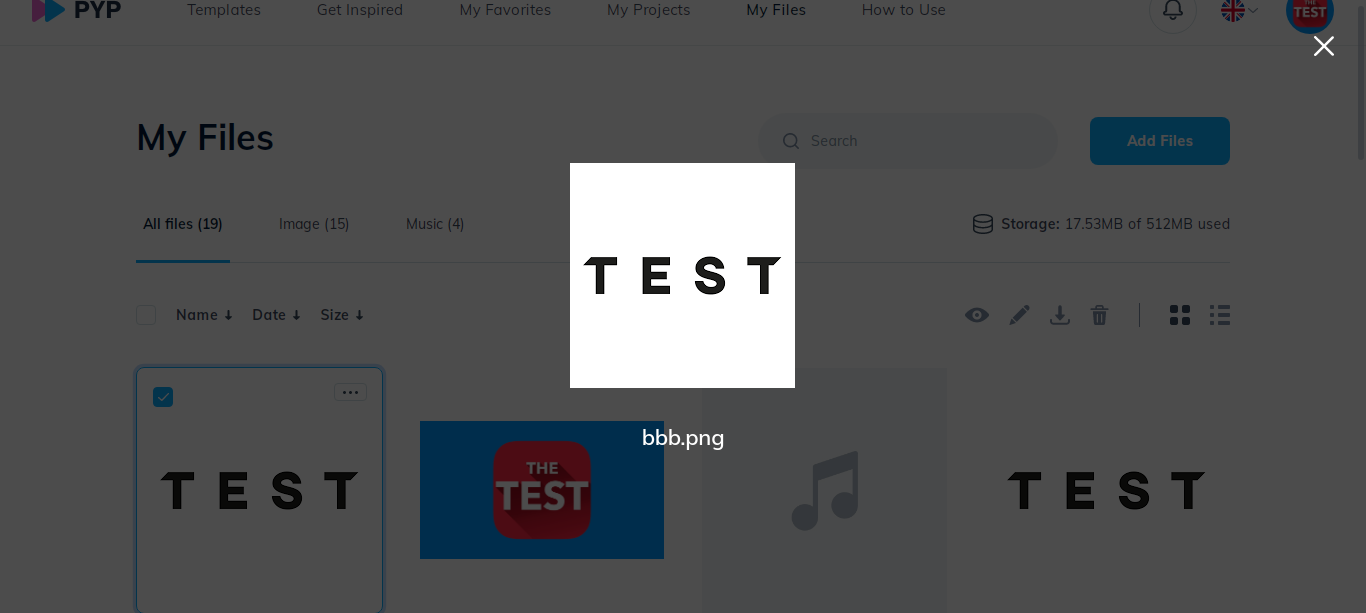 PYP
Templates
Get Inspired
My Favorites
My Projects
My Files
How to Use
THE
TEST
My Files
Search
Add Files
All files (19)
Image (15)
Music (4)
Storage: 17.53MB of 512MB used
TEST
Name
Date
Size
bbb.png
TEST
THE
TEST
TEST